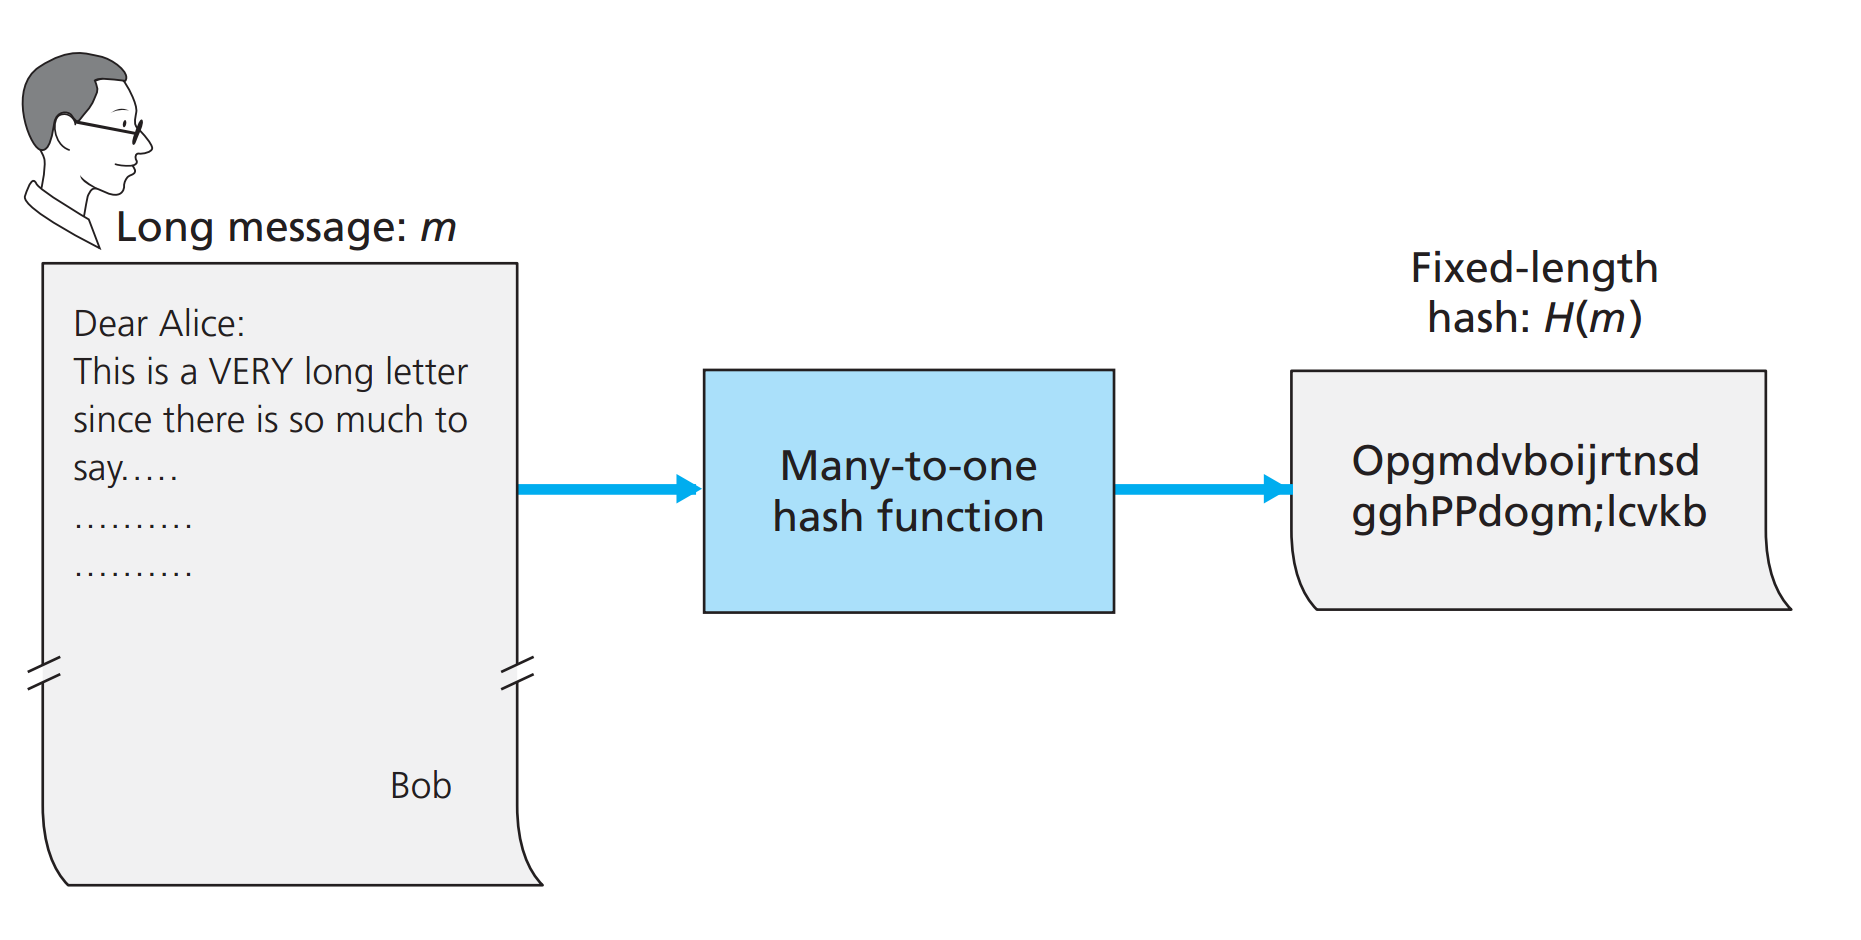 Long message: m
Dear Alice:
This is a VERY long letter
since there is so much to
say.....
..........
..........
Bob
Many-to-one
hash function
Fixed-length
hash: H(m)
Opgmdvboijrtnsd
gghPPdogm;lcvkb